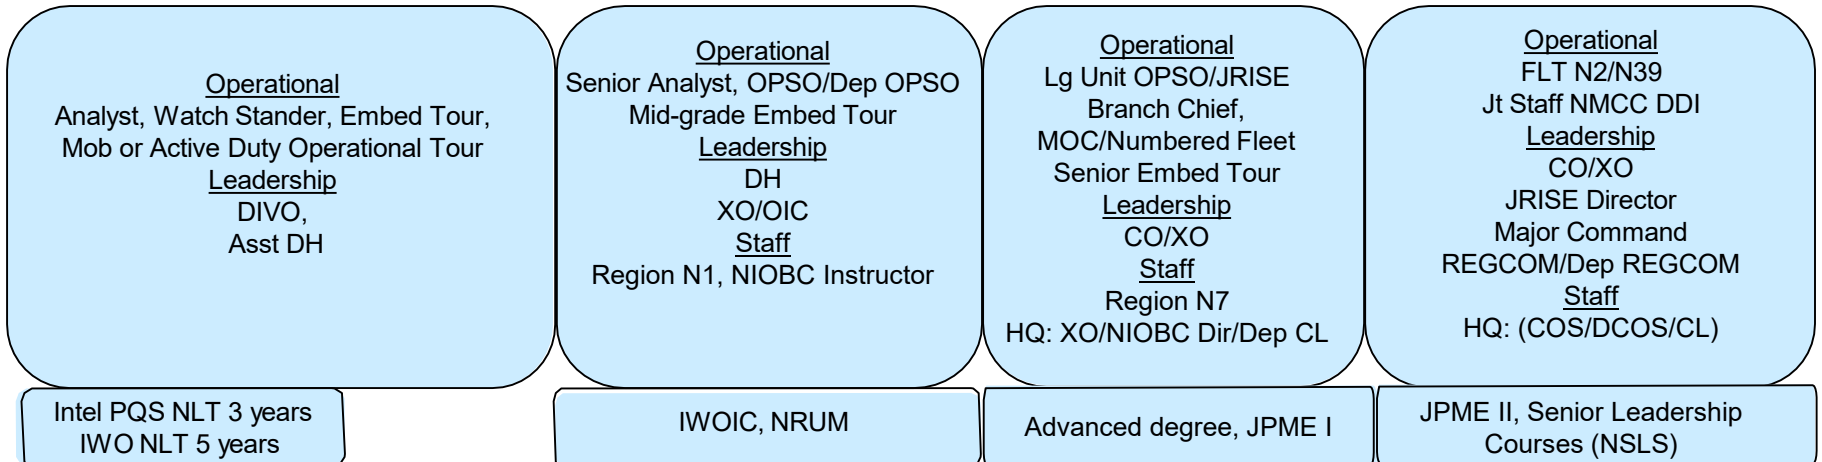 Operational
Analyst, Watch Stander, Embed Tour,
Mob or Active Duty Operational Tour
Leadership
DIVO,
Asst DH
Intel PQS NLT 3 years
IWO NLT 5 years
Operational
Senior Analyst, OPSO/Dep OPSO
Mid-grade Embed Tour
Leadership
DH
XO/OIC
Staff
Region N1, NIOBC Instructor
IWOIC, NRUM
Operational
Lg Unit OPSO/JRISE
Branch Chief,
MOC/Numbered Fleet
Senior Embed Tour
Leadership
CO/XO
Staff
Region N7
HQ: XO/NIOBC Dir/Dep CL
Advanced degree, JPME I
Operational
FLT N2/N39
Jt Staff NMCC DDI
Leadership
CO/XO
JRISE Director
Major Command
REGCOM/Dep REGCOM
Staff
HQ: (COS/DCOS/CL)
JPME II, Senior Leadership
Courses (NSLS)